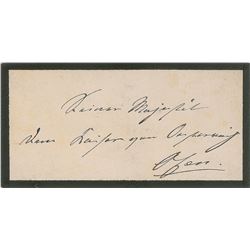 Seiner Majestät
dem Kaiser von Oesterreich
Ofen.